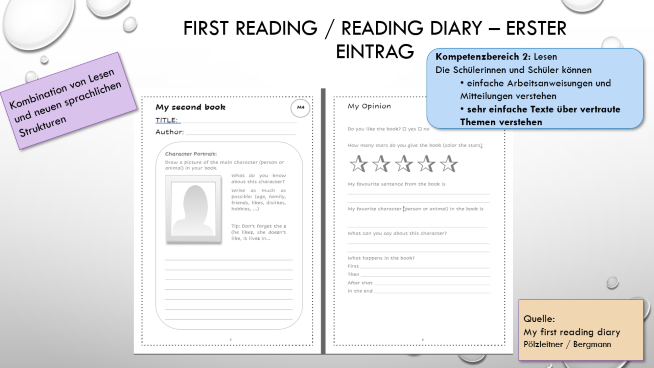 FIRST READING / READING DIARY – ERSTER
EINTRAG
Kombination von Lesen
und neuen sprachlichen
Strukturen
Kompetenzbereich 2: Lesen
Die Schülerinnen und Schüler können
• einfache Arbeitsanweisungen und
Mitteilungen verstehen
• sehr einfache Texte über vertraute
Themen verstehen
My second book
M4
TITLE:
Author:
Character Portrait:
Draw a picture of the main character (person or
animal) in your book.
What do you know
about this character?
Write as much as
possible: (age, family,
friends, likes, dislikes,
hobbies, ...)
Tip: Don't forget the s
(he likes, she doesn't
like, it lives in...
My Opinion
Do you like the book? ☐ yes ☐ no
How many stars do you give the book (color the stars)
My favourite sentence from the book is
My favorite character (person or animal) in the book is
What can you say about this character?
What happens in the book?
First
Then
After that
In the end
Quelle:
My first reading diary
Pölzleitner / Bergmann